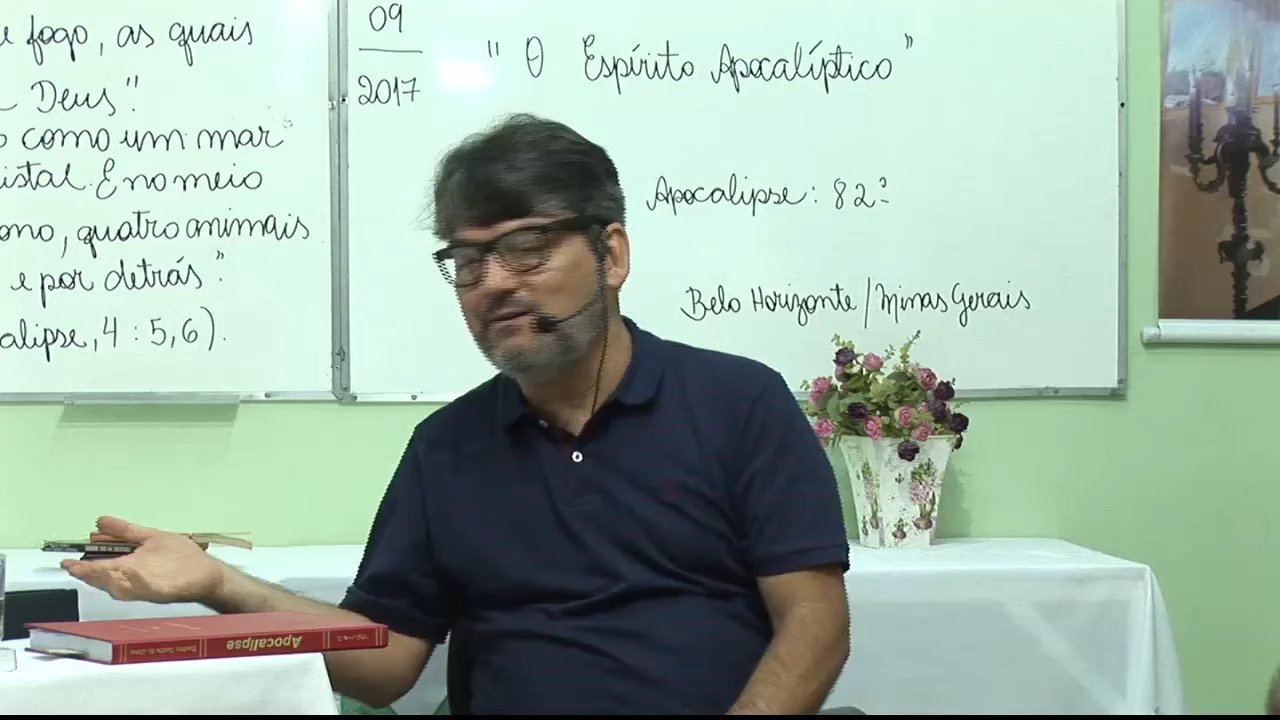 e fogo, as quais
Deus".
como um mar
istal. E no meio
ono, quatro animais
e por detrás".
alipse, 4 : 5, 6).
09
2017
" O Espírito Apocalíptico "
Apocalipse: 82ª
Belo Horizonte/Minas Gerais
Apocalipse